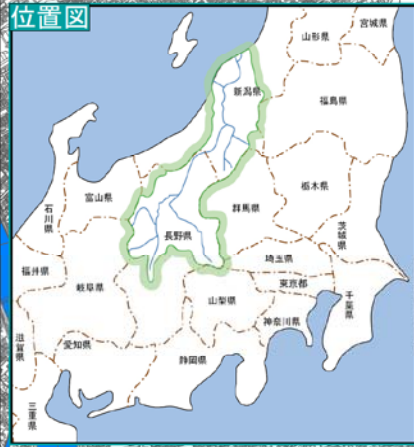 位置図
宮城県
山形県
新潟県
福島県
富山県
栃木県
群馬県
石川県
茨城県
長野県
埼玉県
福井県
岐阜県
東京都
山梨県
千葉県
神奈川県
滋賀県
愛知県
静岡県
三重県